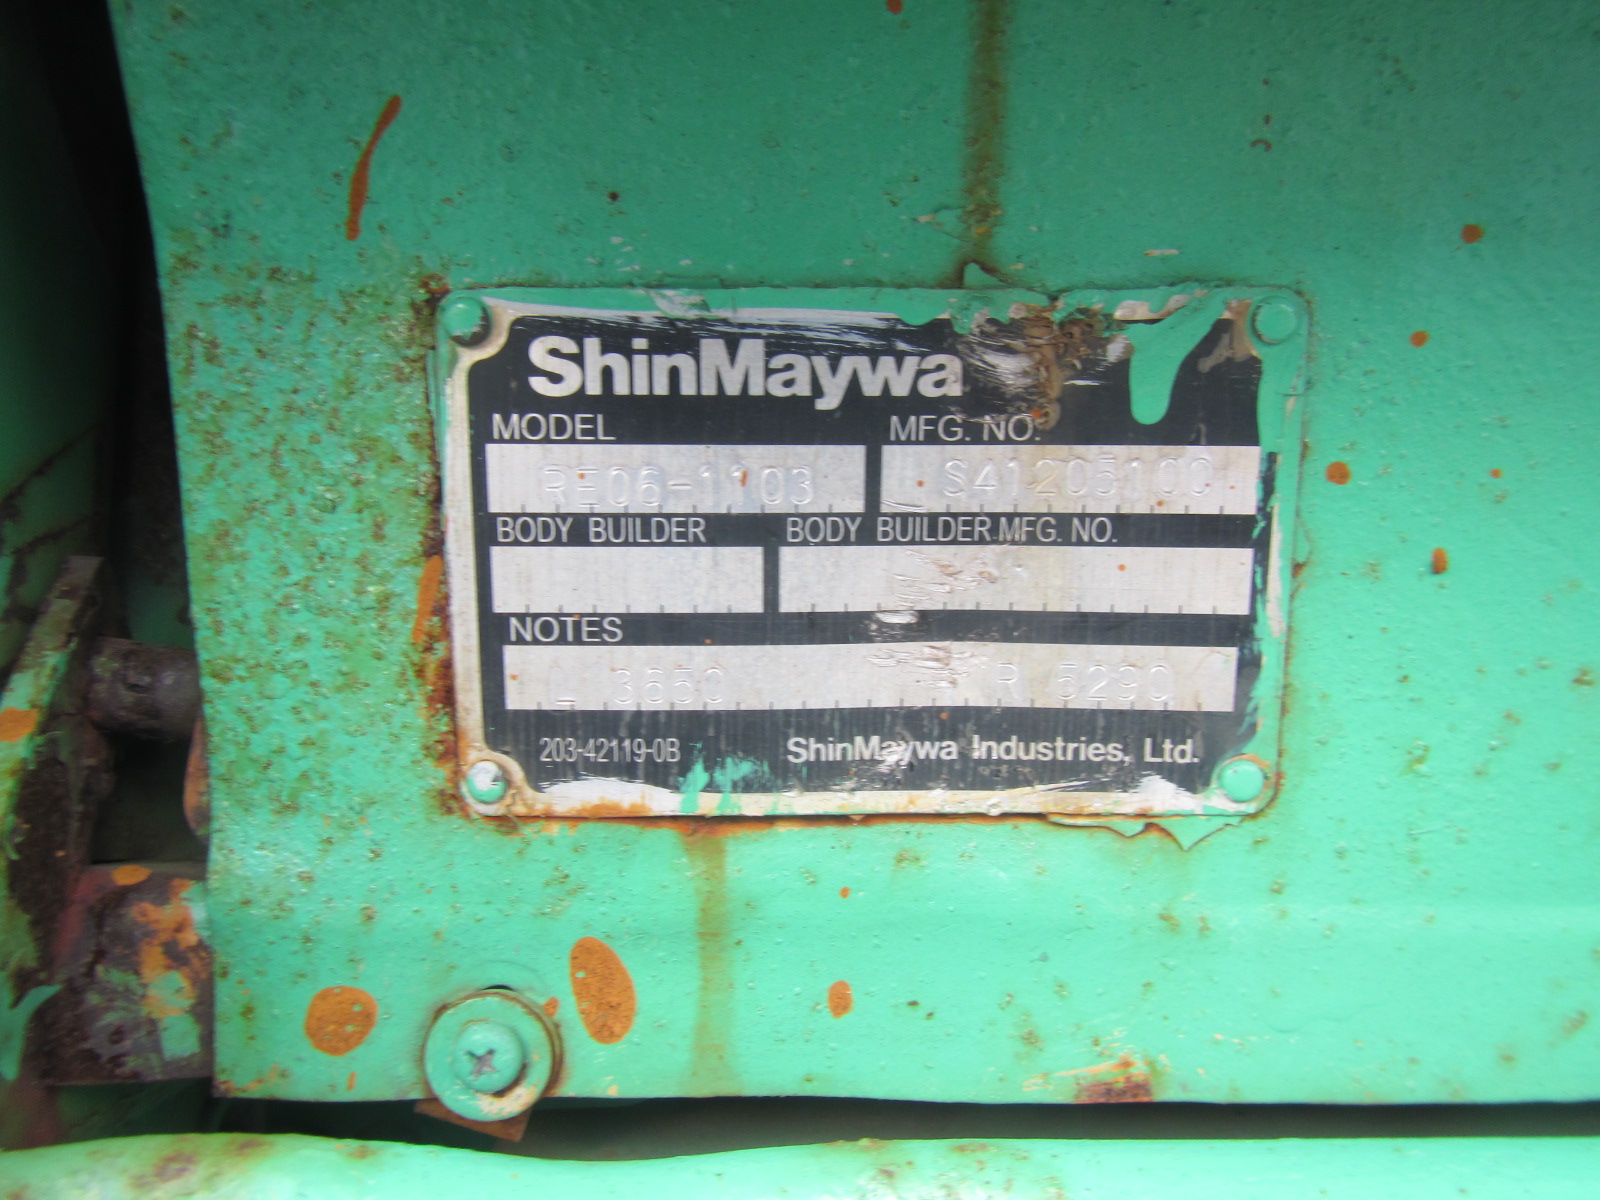 ShinMaywa
MODEL MFG. NO.
RE06-1103 S41205100
BODY BUILDER BODY BUILDER MFG. NO.
NOTES
L 3650 R 5290
203-42119-0B ShinMaywa Industries, Ltd.